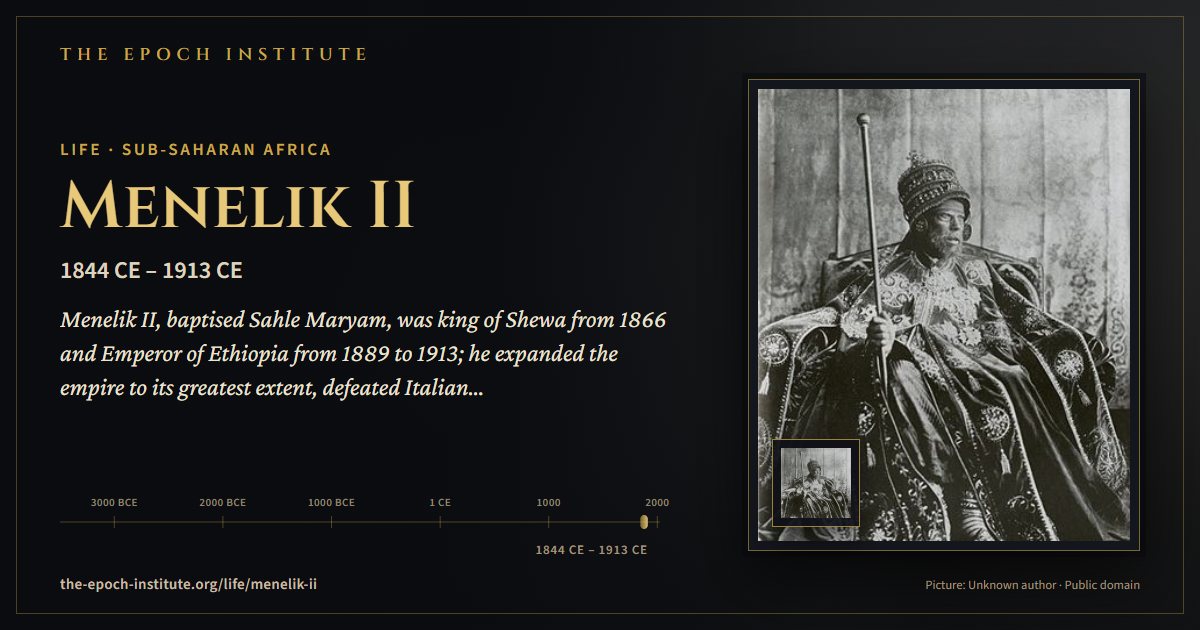 THE EPOCH INSTITUTE
LIFE · SUB-SAHARAN AFRICA
MENELIK II
1844 CE – 1913 CE
Menelik II, baptised Sahle Maryam, was king of Shewa from 1866
and Emperor of Ethiopia from 1889 to 1913; he expanded the
empire to its greatest extent, defeated Italian...
3000 BCE 2000 BCE 1000 BCE 1 CE 1000 2000
1844 CE – 1913 CE
the-epoch-institute.org/life/menelik-ii
Picture: Unknown author · Public domain